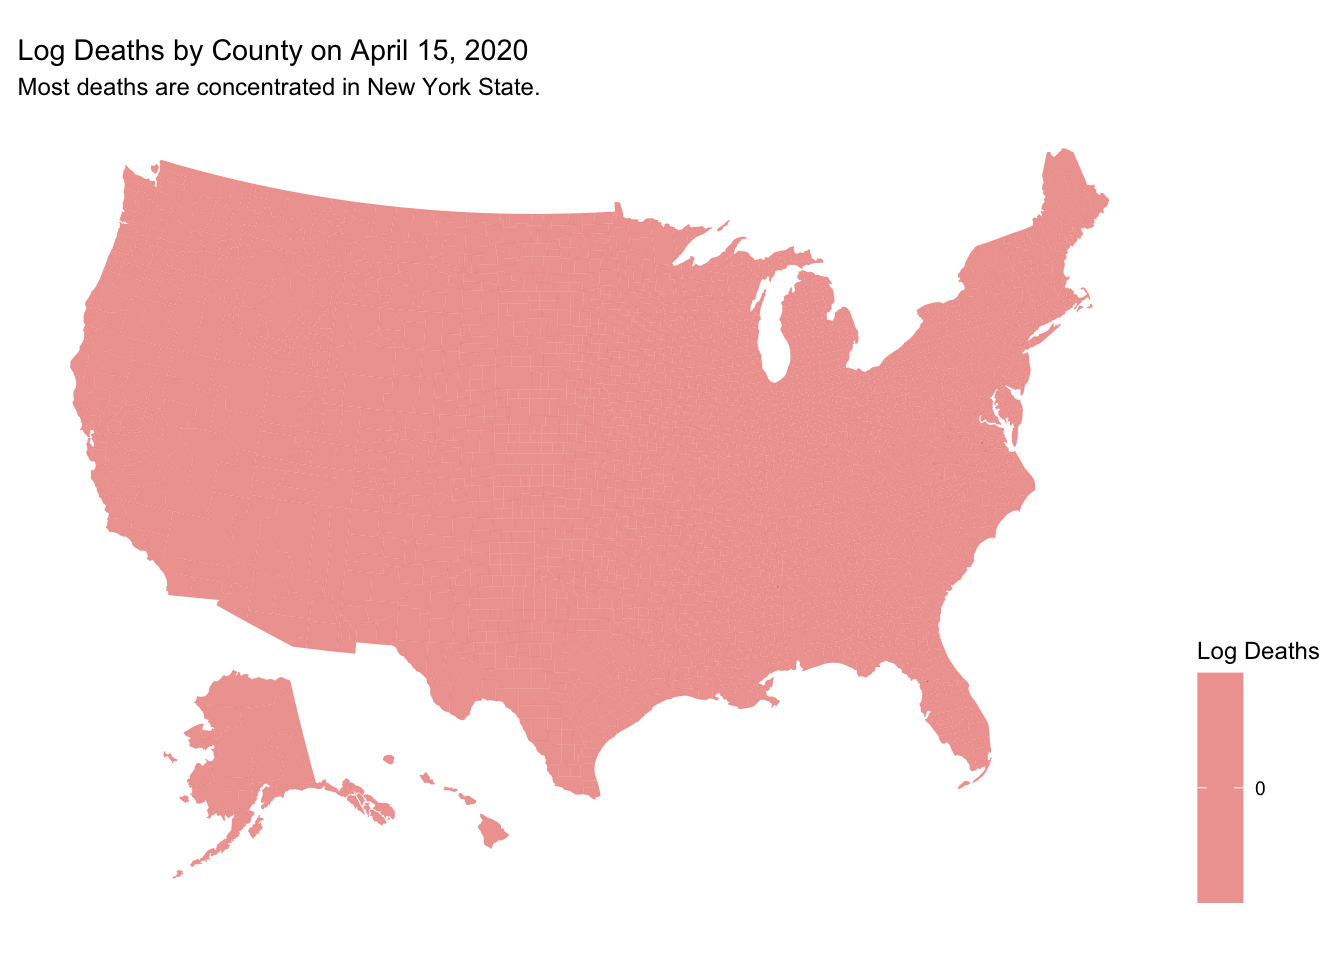 Log Deaths by County on April 15, 2020
Most deaths are concentrated in New York State.
Log Deaths
0